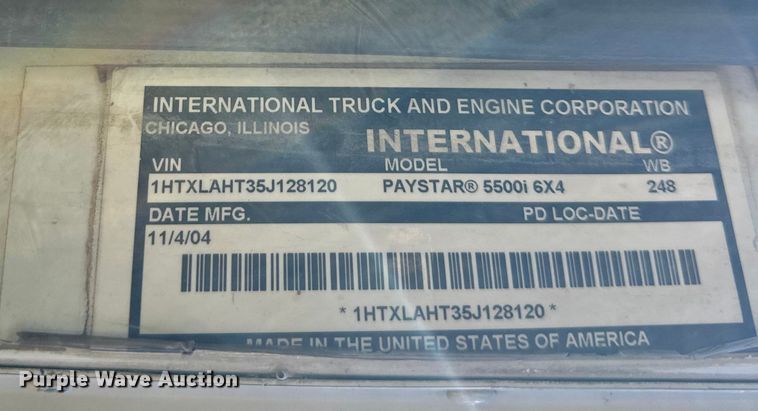 INTERNATIONAL TRUCK AND ENGINE CORPORATION
CHICAGO, ILLINOIS
INTERNATIONAL®
VIN MODEL WB
1HTXLAHT35J128120 PAYSTAR® 5500i 6X4 248
DATE MFG. PD LOC-DATE
11/4/04
* 1HTXLAHT35J128120 *
MADE IN THE UNITED STATES OF AMERICA
Purple Wave Auction